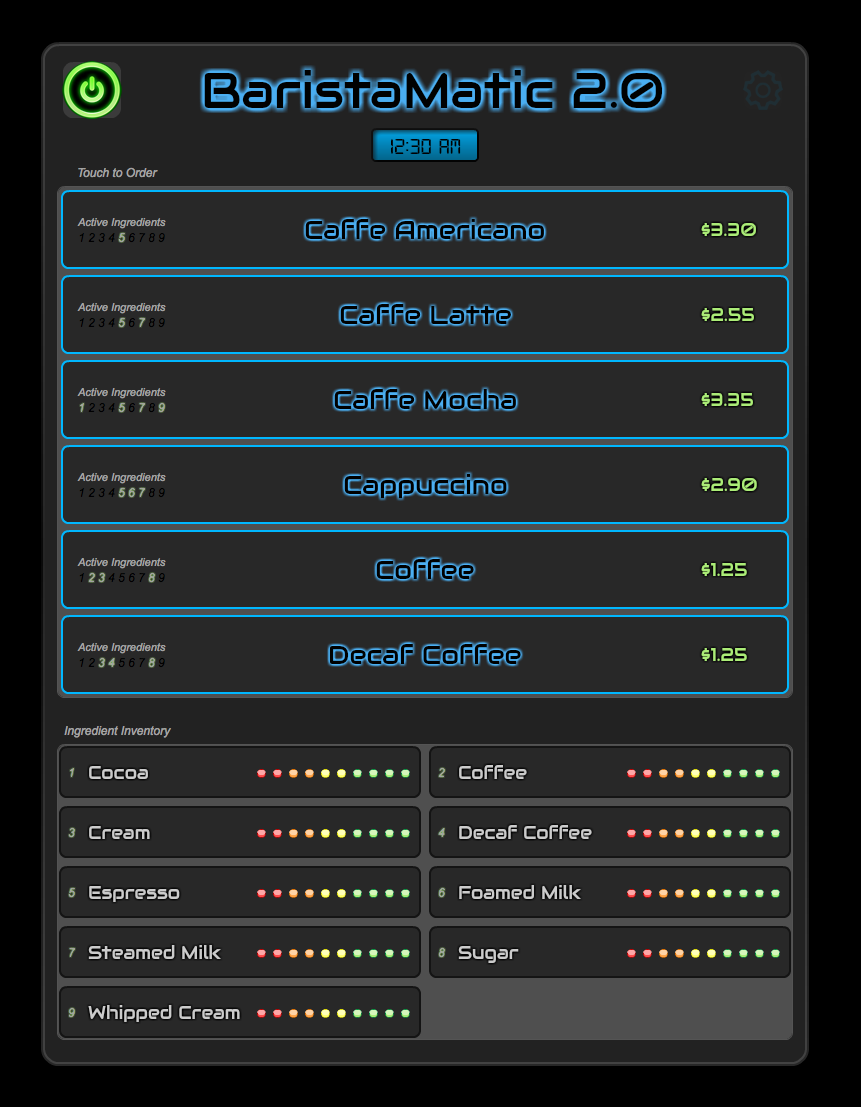 BaristaMatic 2.0
12:30 AM
Touch to Order
Active Ingredients
1 2 3 4 5 6 7 8 9
Caffe Americano
$3.30
Active Ingredients
1 2 3 4 5 6 7 8 9
Caffe Latte
$2.55
Active Ingredients
1 2 3 4 5 6 7 8 9
Caffe Mocha
$3.35
Active Ingredients
1 2 3 4 5 6 7 8 9
Cappuccino
$2.90
Active Ingredients
1 2 3 4 5 6 7 8 9
Coffee
$1.25
Active Ingredients
1 2 3 4 5 6 7 8 9
Decaf Coffee
$1.25
Ingredient Inventory
1 Cocoa
2 Coffee
3 Cream
4 Decaf Coffee
5 Espresso
6 Foamed Milk
7 Steamed Milk
8 Sugar
9 Whipped Cream